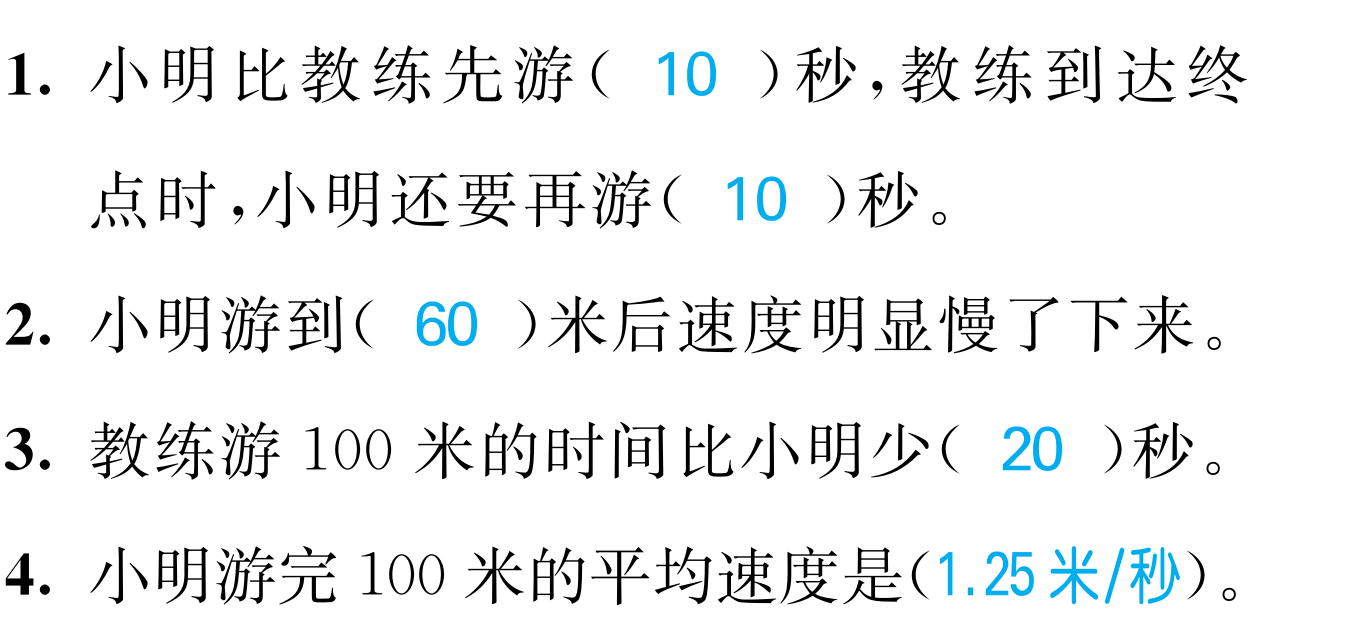 1. 小明比教练先游( 10 )秒,教练到达终
点时,小明还要再游( 10 )秒。
2. 小明游到( 60 )米后速度明显慢了下来。
3. 教练游 100 米的时间比小明少( 20 )秒。
4. 小明游完 100 米的平均速度是(1.25 米/秒)。